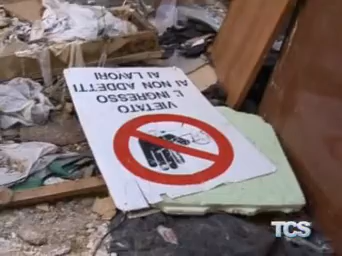 VIETATO
L' INGRESSO
AI NON ADDETTI
AI LAVORI
TCS